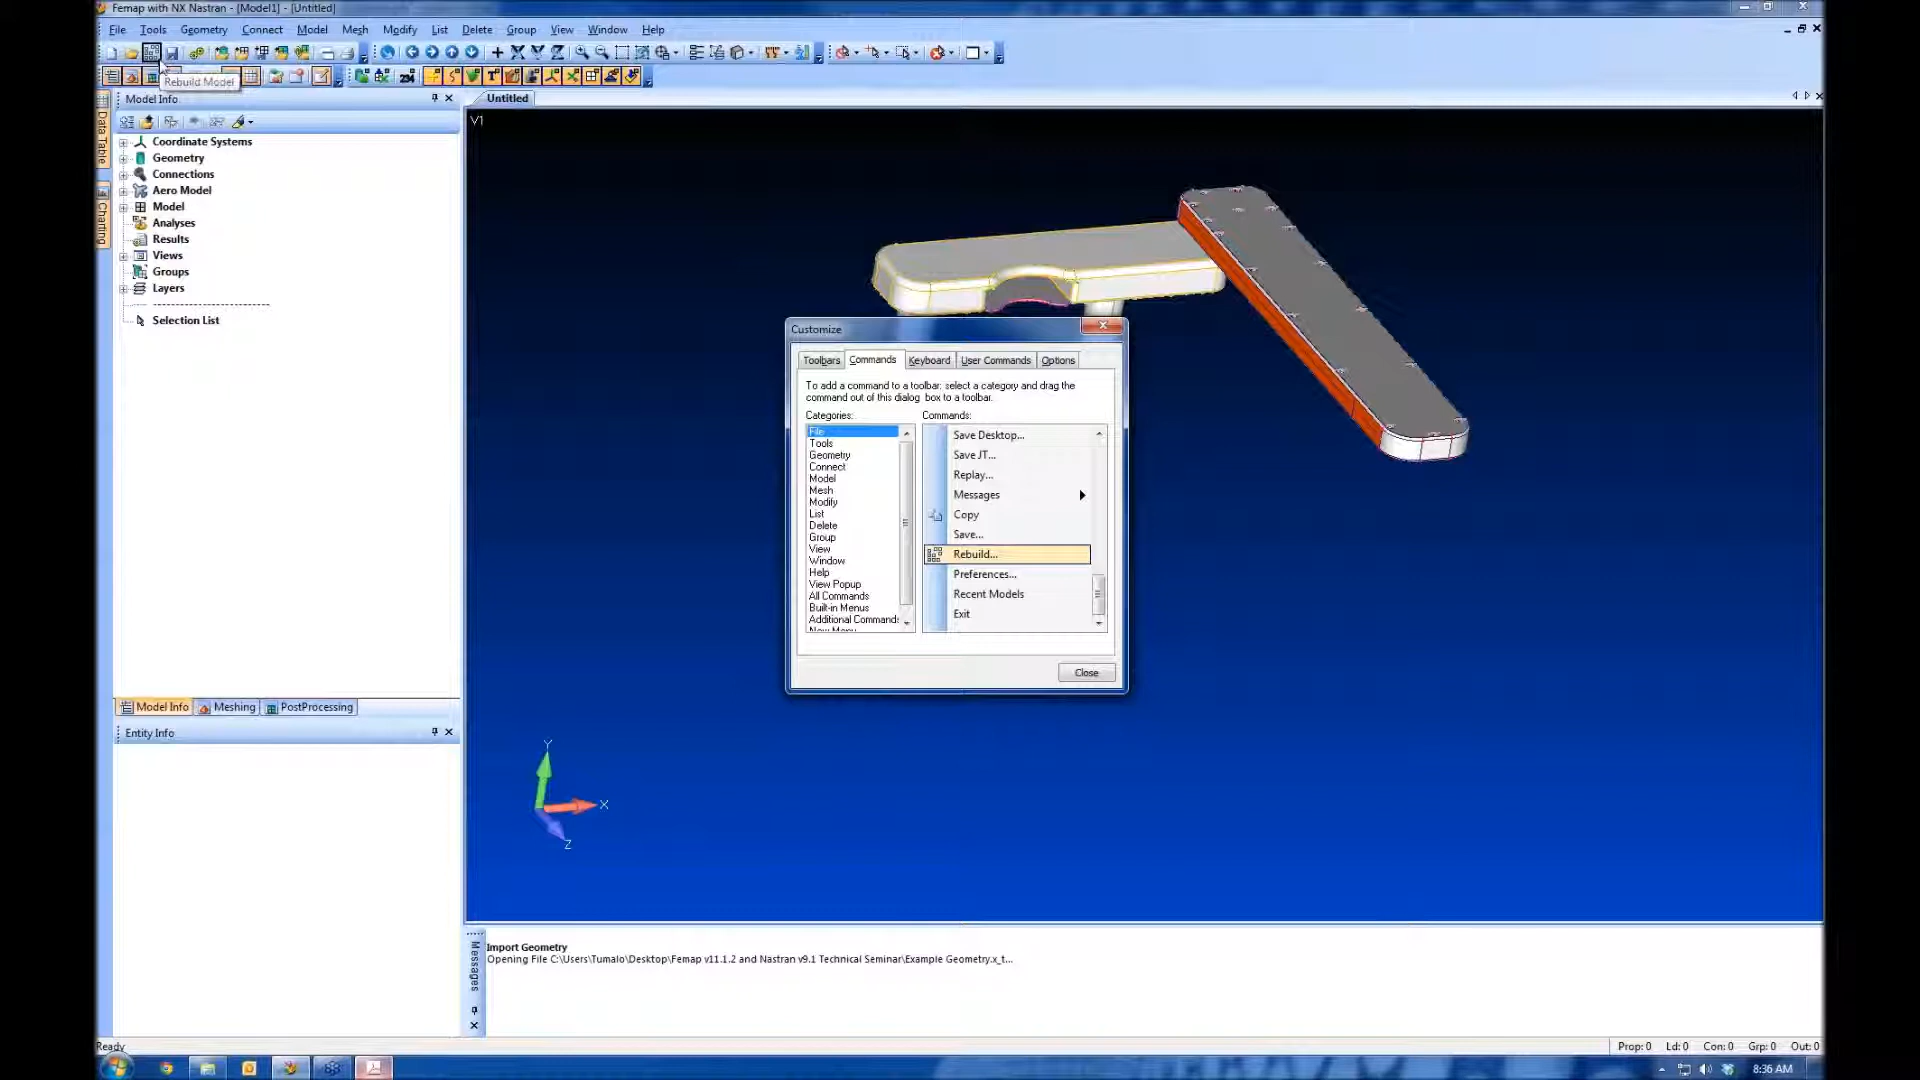 Femap with NX Nastran - [Model1] - [Untitled]
File Tools Geometry Connect Model Mesh Modify List Delete Group View Window Help
Rebuild Model
Model Info
Untitled
V1
Data Table
Charting
Coordinate Systems
Geometry
Connections
Aero Model
Model
Analyses
Results
Views
Groups
Layers
Selection List
Customize
Toolbars Commands Keyboard User Commands Options
To add a command to a toolbar: select a category and drag the
command out of this dialog box to a toolbar.
Categories: Commands:
File
Tools
Geometry
Connect
Model
Mesh
Modify
List
Delete
Group
View
Window
Help
View Popup
All Commands
Built-in Menus
Additional Commands
New Menu
Save Desktop...
Save JT...
Replay...
Messages
Copy
Save...
Rebuild...
Preferences...
Recent Models
Exit
Close
Model Info Meshing PostProcessing
Entity Info
Y
X
Z
Messages
Import Geometry
Opening File C:\Users\Tumalo\Desktop\Femap v11.1.2 and Nastran v9.1 Technical Seminar\Example Geometry.x_t...
Ready
Prop: 0 Ld: 0 Con: 0 Grp: 0 Out: 0
8:36 AM